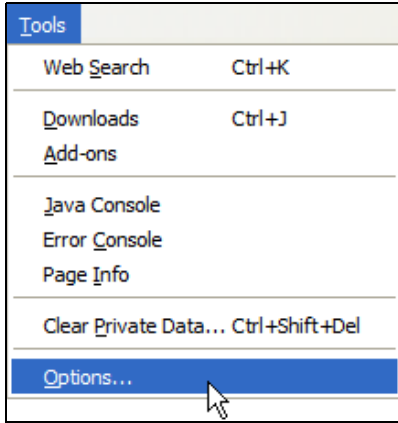 Tools
Web Search Ctrl+K
Downloads Ctrl+J
Add-ons
Java Console
Error Console
Page Info
Clear Private Data... Ctrl+Shift+Del
Options...